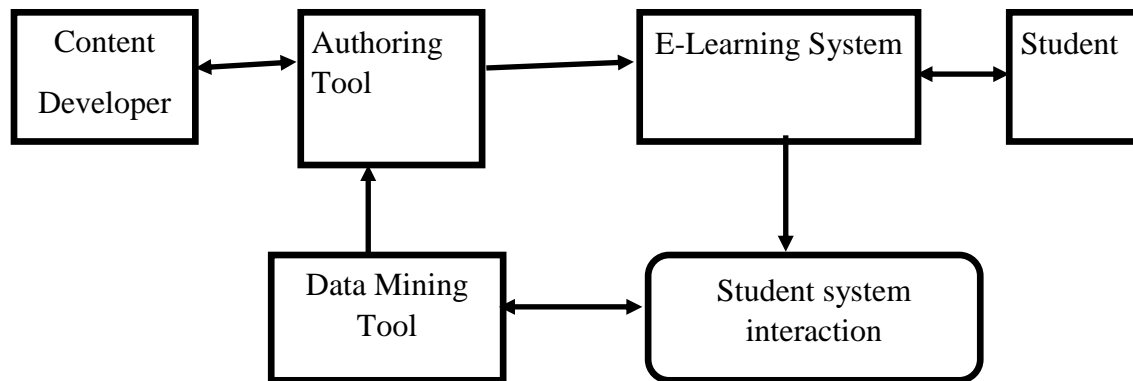 Content
Developer
Authoring
Tool
E-Learning System
Student
Data Mining
Tool
Student system
interaction